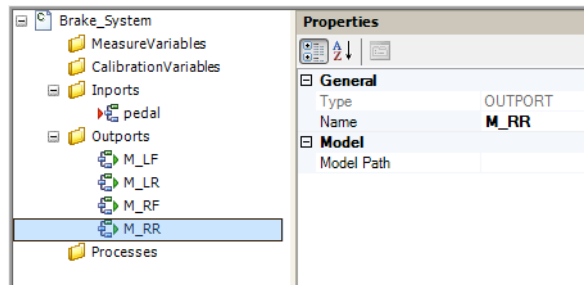 Brake_System
MeasureVariables
CalibrationVariables
Inports
pedal
Outports
M_LF
M_LR
M_RF
M_RR
Processes
Properties
General
Type OUTPORT
Name M_RR
Model
Model Path